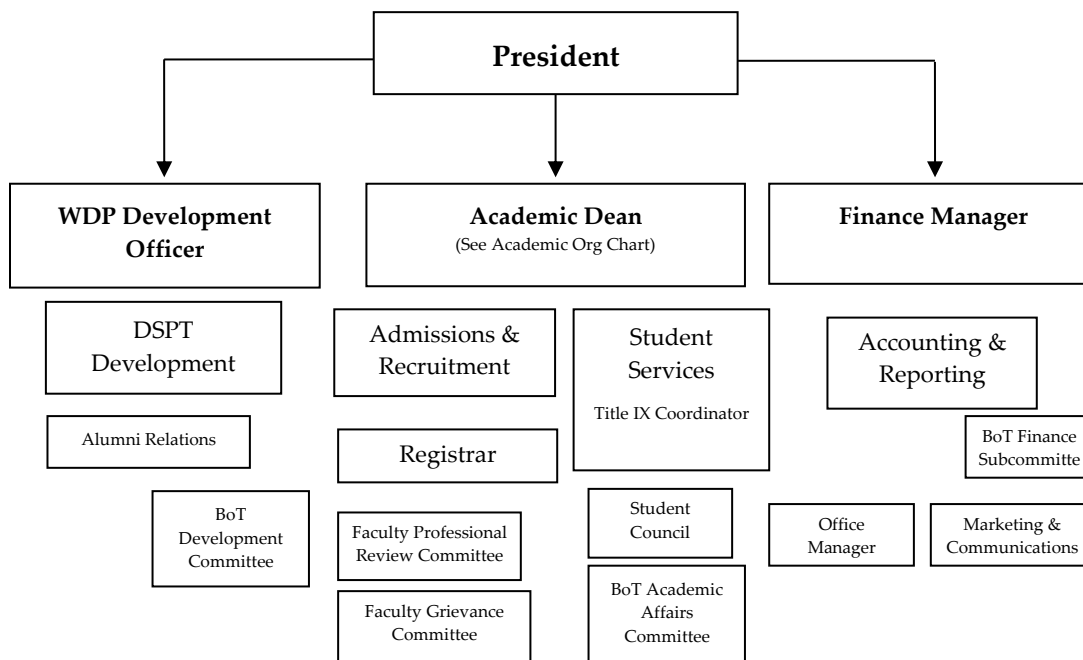 President
WDP Development
Officer
Academic Dean
(See Academic Org Chart)
Finance Manager
DSPT
Development
Admissions &
Recruitment
Student
Services
Title IX Coordinator
Accounting &
Reporting
Alumni Relations
Registrar
BoT Finance
Subcommitte
BoT
Development
Committee
Faculty Professional
Review Committee
Student
Council
Office
Manager
Marketing &
Communications
Faculty Grievance
Committee
BoT Academic
Affairs
Committee